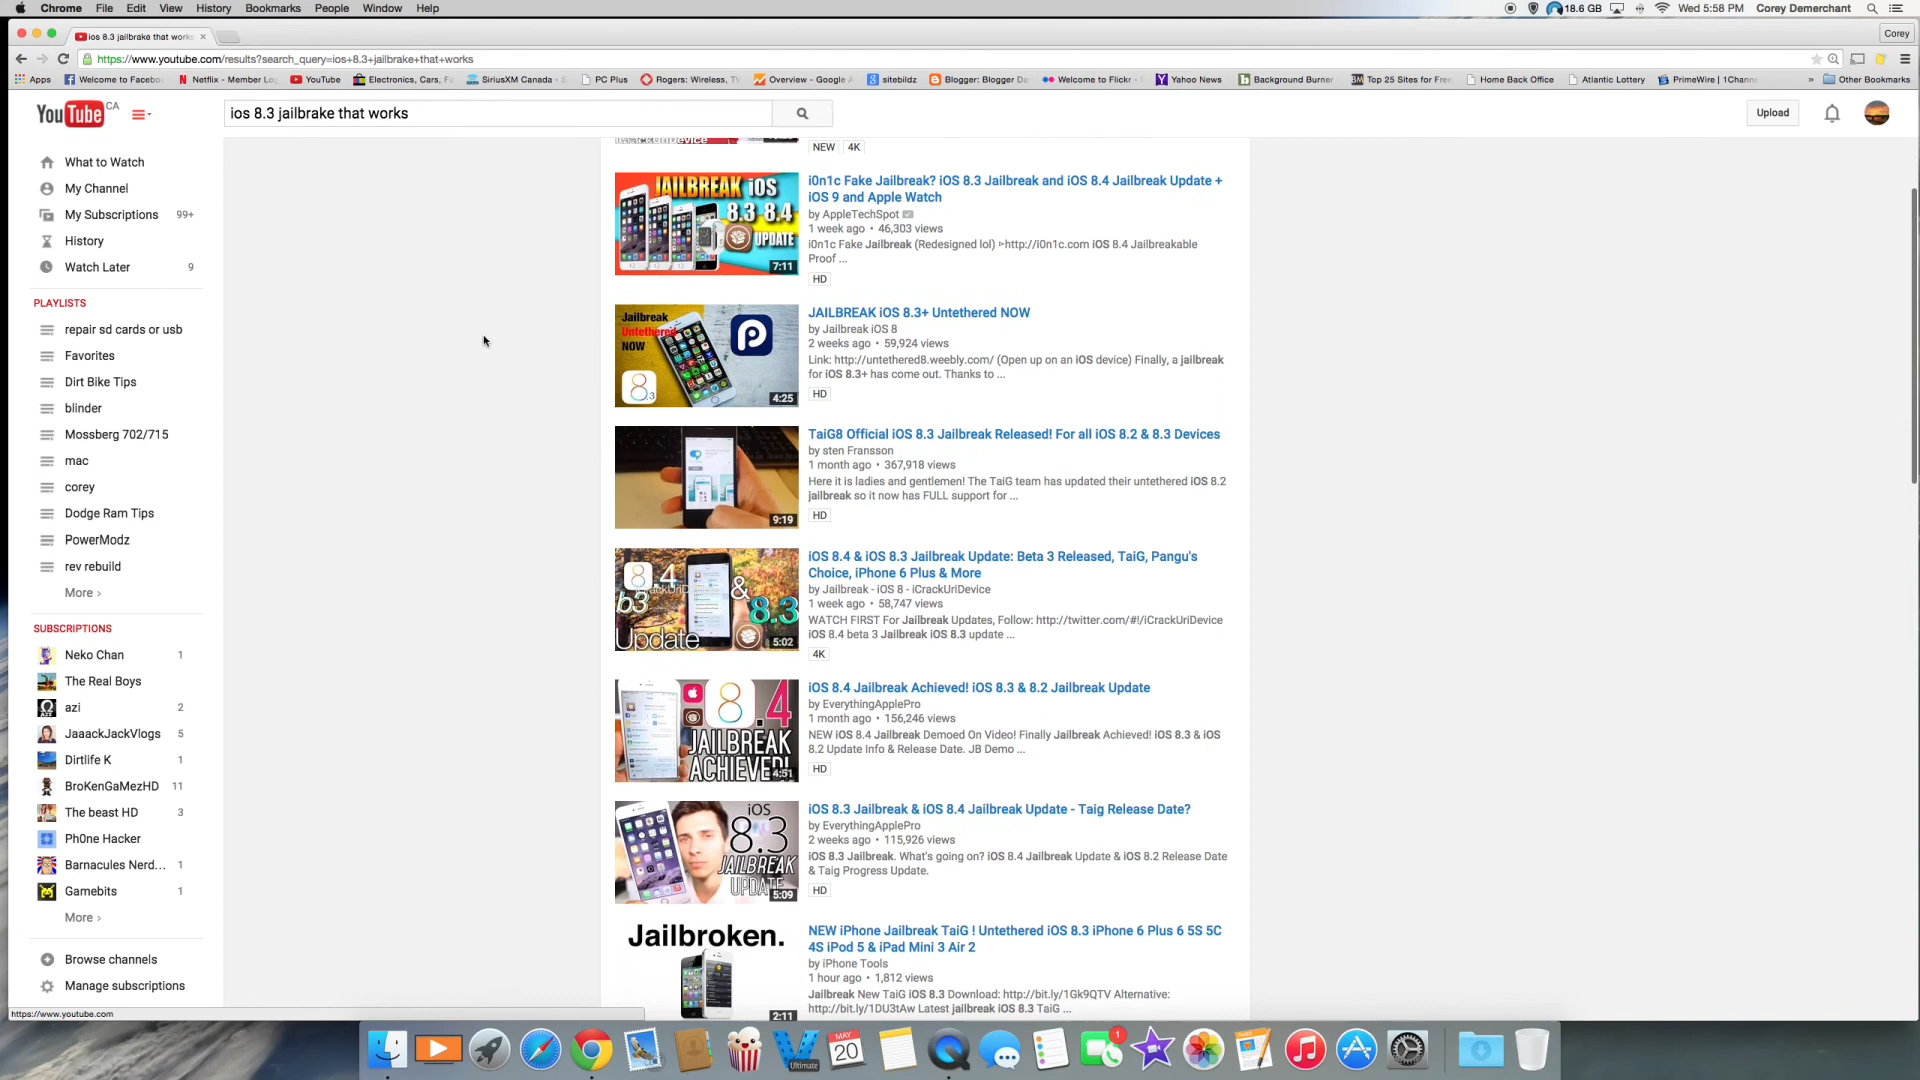 Chrome File Edit View History Bookmarks People Window Help 18.6 GB Wed 5:58 PM Corey Demerchant
ios 8.3 jailbrake that works Corey
https://www.youtube.com/results?search_query=ios+8.3+jailbrake+that+works
Apps Welcome to Facebo Netflix - Member Lo YouTube Electronics, Cars, Fa SiriusXM Canada - PC Plus Rogers: Wireless, TV Overview - Google A sitebildz Blogger: Blogger Da Welcome to Flickr - Yahoo News Background Burner Top 25 Sites for Free Home Back Office Atlantic Lottery PrimeWire | 1Chann » Other Bookmarks
YouTube CA
ios 8.3 jailbrake that works
Upload
What to Watch
My Channel
My Subscriptions 99+
History
Watch Later 9
PLAYLISTS
repair sd cards or usb
Favorites
Dirt Bike Tips
blinder
Mossberg 702/715
mac
corey
Dodge Ram Tips
PowerModz
rev rebuild
More ›
SUBSCRIPTIONS
Neko Chan 1
The Real Boys
azi 2
JaaackJackVlogs 5
Dirtlife K 1
BroKenGaMezHD 11
The beast HD 3
Ph0ne Hacker
Barnacules Nerd... 1
Gamebits 1
More ›
Browse channels
Manage subscriptions
https://www.youtube.com
NEW 4K
JAILBREAK iOS
8.3 8.4
UPDATE
7:11
i0n1c Fake Jailbreak? iOS 8.3 Jailbreak and iOS 8.4 Jailbreak Update +
iOS 9 and Apple Watch
by AppleTechSpot
1 week ago • 46,303 views
i0n1c Fake Jailbreak (Redesigned lol) ▹http://i0n1c.com iOS 8.4 Jailbreakable
Proof ...
HD
Jailbreak
Untethered
NOW
8.3
4:25
JAILBREAK iOS 8.3+ Untethered NOW
by Jailbreak iOS 8
2 weeks ago • 59,924 views
Link: http://untethered8.weebly.com/ (Open up on an iOS device) Finally, a jailbreak
for iOS 8.3+ has come out. Thanks to ...
HD
9:19
TaiG8 Official iOS 8.3 Jailbreak Released! For all iOS 8.2 & 8.3 Devices
by sten Fransson
1 month ago • 367,918 views
Here it is ladies and gentlemen! The TaiG team has updated their untethered iOS 8.2
jailbreak so it now has FULL support for ...
HD
8.4
b3
&
8.3
Update
5:02
iOS 8.4 & iOS 8.3 Jailbreak Update: Beta 3 Released, TaiG, Pangu's
Choice, iPhone 6 Plus & More
by Jailbreak - iOS 8 - iCrackUriDevice
1 week ago • 58,747 views
WATCH FIRST For Jailbreak Updates, Follow: http://twitter.com/#!/iCrackUriDevice
iOS 8.4 beta 3 Jailbreak iOS 8.3 update ...
4K
8.4
JAILBREAK
ACHIEVED!
4:51
iOS 8.4 Jailbreak Achieved! iOS 8.3 & 8.2 Jailbreak Update
by EverythingApplePro
1 month ago • 156,246 views
NEW iOS 8.4 Jailbreak Demoed On Video! Finally Jailbreak Achieved! iOS 8.3 & iOS
8.2 Update Info & Release Date. JB Demo ...
HD
iOS
8.3
JAILBREAK
UPDATE
5:09
iOS 8.3 Jailbreak & iOS 8.4 Jailbreak Update - Taig Release Date?
by EverythingApplePro
2 weeks ago • 115,926 views
iOS 8.3 Jailbreak. What's going on? iOS 8.4 Jailbreak Update & iOS 8.2 Release Date
& Taig Progress Update.
HD
Jailbroken.
2:11
NEW iPhone Jailbreak TaiG ! Untethered iOS 8.3 iPhone 6 Plus 6 5S 5C
4S iPod 5 & iPad Mini 3 Air 2
by iPhone Tools
1 hour ago • 1,812 views
Jailbreak New TaiG iOS 8.3 Download: http://bit.ly/1Gk9QTV Alternative:
http://bit.ly/1DU3tAw Latest jailbreak iOS 8.3 TaiG ...
Ultimate
MAY
20
1